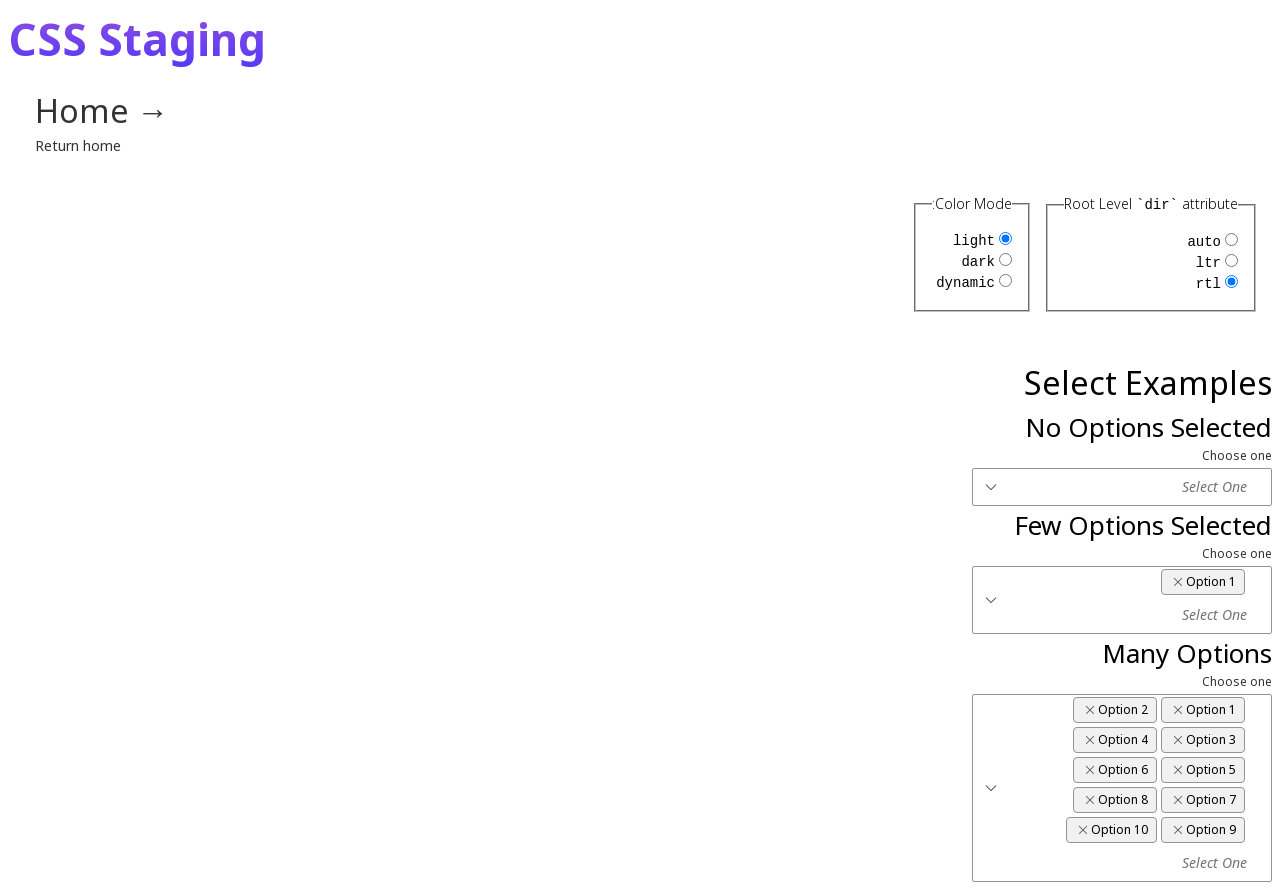 CSS Staging
Home →
Return home
Root Level `dir` attribute
auto
ltr
rtl
:Color Mode
light
dark
dynamic
Select Examples
No Options Selected
Choose one
Select One
Few Options Selected
Choose one
Option 1
Select One
Many Options
Choose one
Option 1 Option 2
Option 3 Option 4
Option 5 Option 6
Option 7 Option 8
Option 9 Option 10
Select One